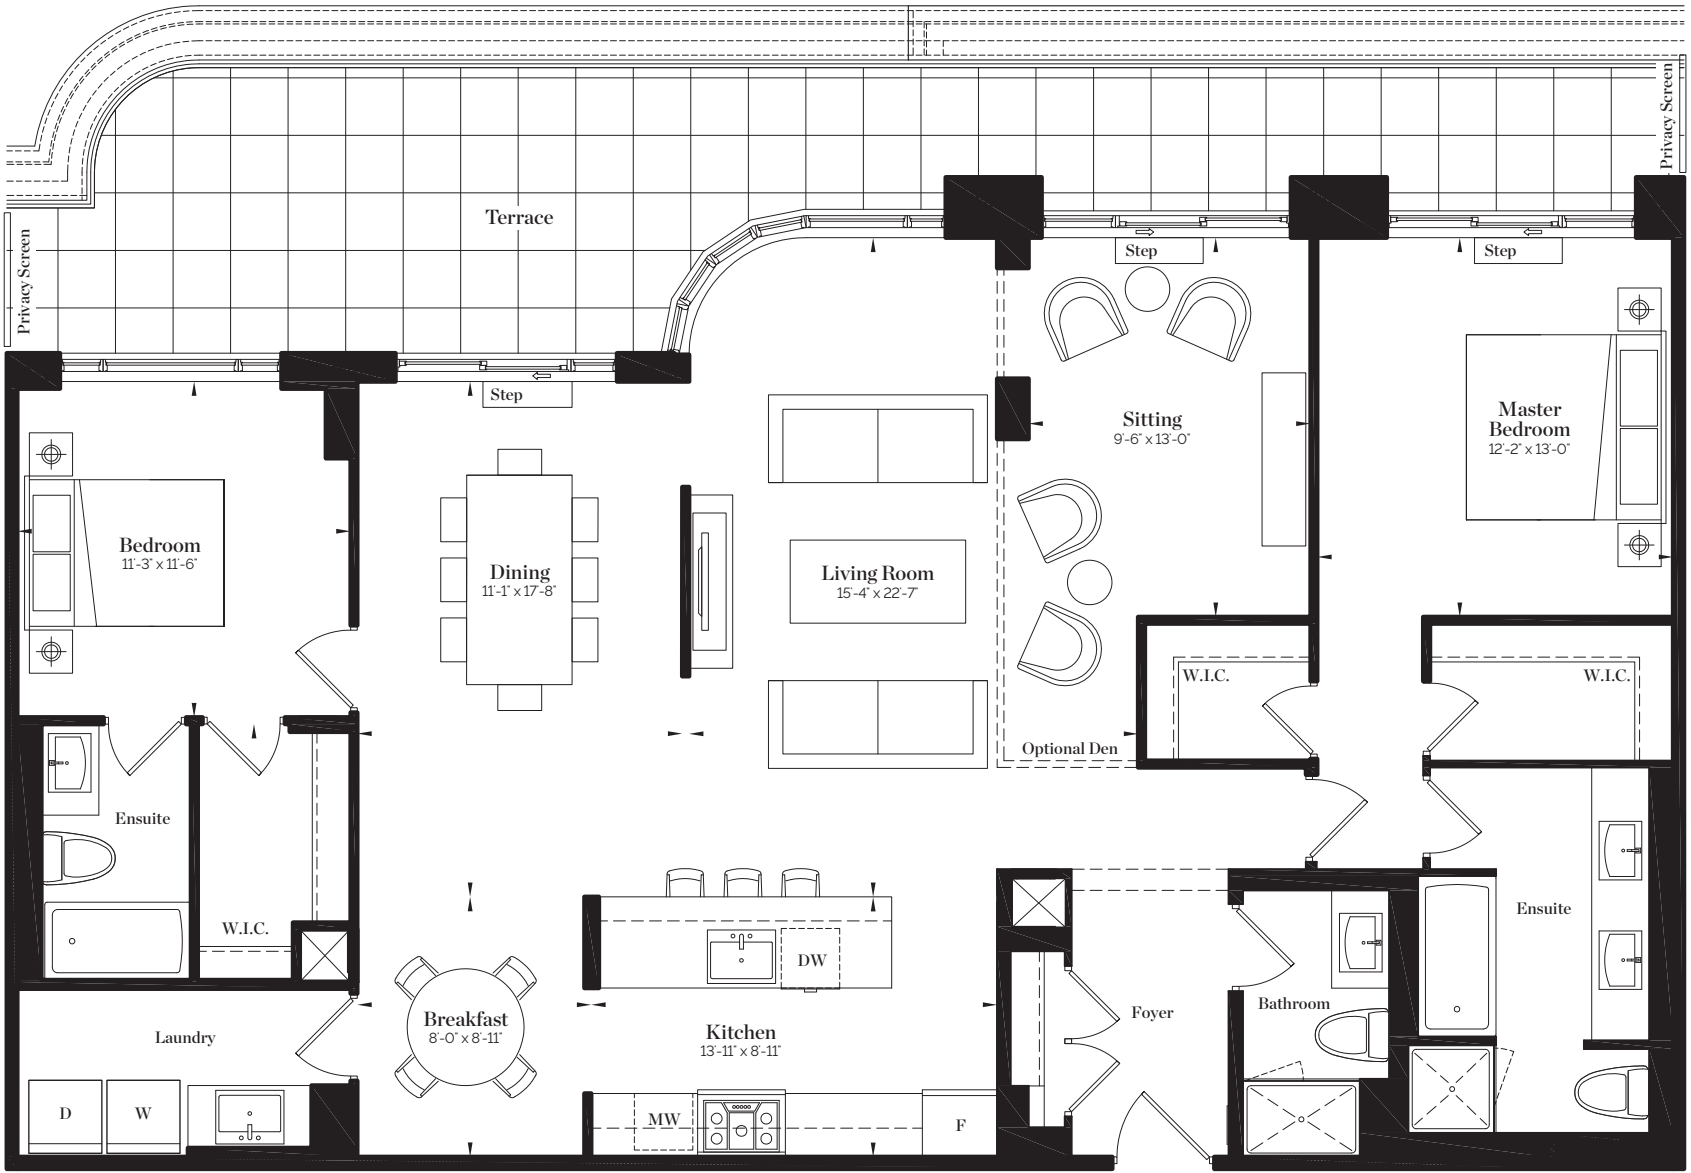 Privacy Screen
Privacy Screen
Terrace
Step
Step
Step
Sitting
9'-6" x 13'-0"
Master
Bedroom
12'-2" x 13'-0"
Bedroom
11'-3" x 11'-6"
Dining
11'-1" x 17'-8"
Living Room
15'-4" x 22'-7"
W.I.C.
W.I.C.
Optional Den
Ensuite
W.I.C.
Ensuite
DW
Laundry
Breakfast
8'-0" x 8'-11"
Kitchen
13'-11" x 8'-11"
Foyer
Bathroom
D
W
MW
F